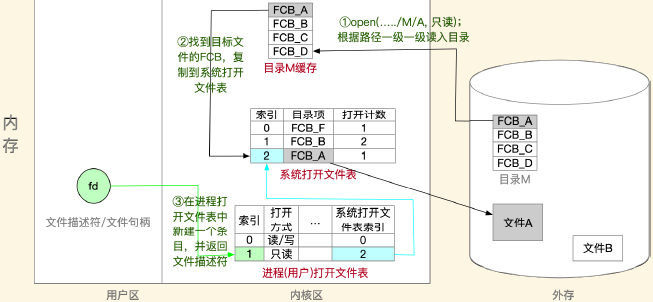 FCB_A
FCB_B
FCB_C
FCB_D
目录M缓存
①open(...../M/A, 只读);
根据路径一级一级读入目录
②找到目标文
件的FCB，复
制到系统打开
文件表
内
存
索引 目录项 打开计数
0 FCB_F 1
1 FCB_B 2
2 FCB_A 1
系统打开文件表
FCB_A
FCB_B
FCB_C
FCB_D
目录M
fd
文件描述符/文件句柄
③在进程打
开文件表中
新建一个条
目，并返回
文件描述符
索引 打开方式 ... 系统打开文件表索引
0 读/写 0
1 只读 2
进程(用户)打开文件表
文件A
文件B
用户区
内核区
外存